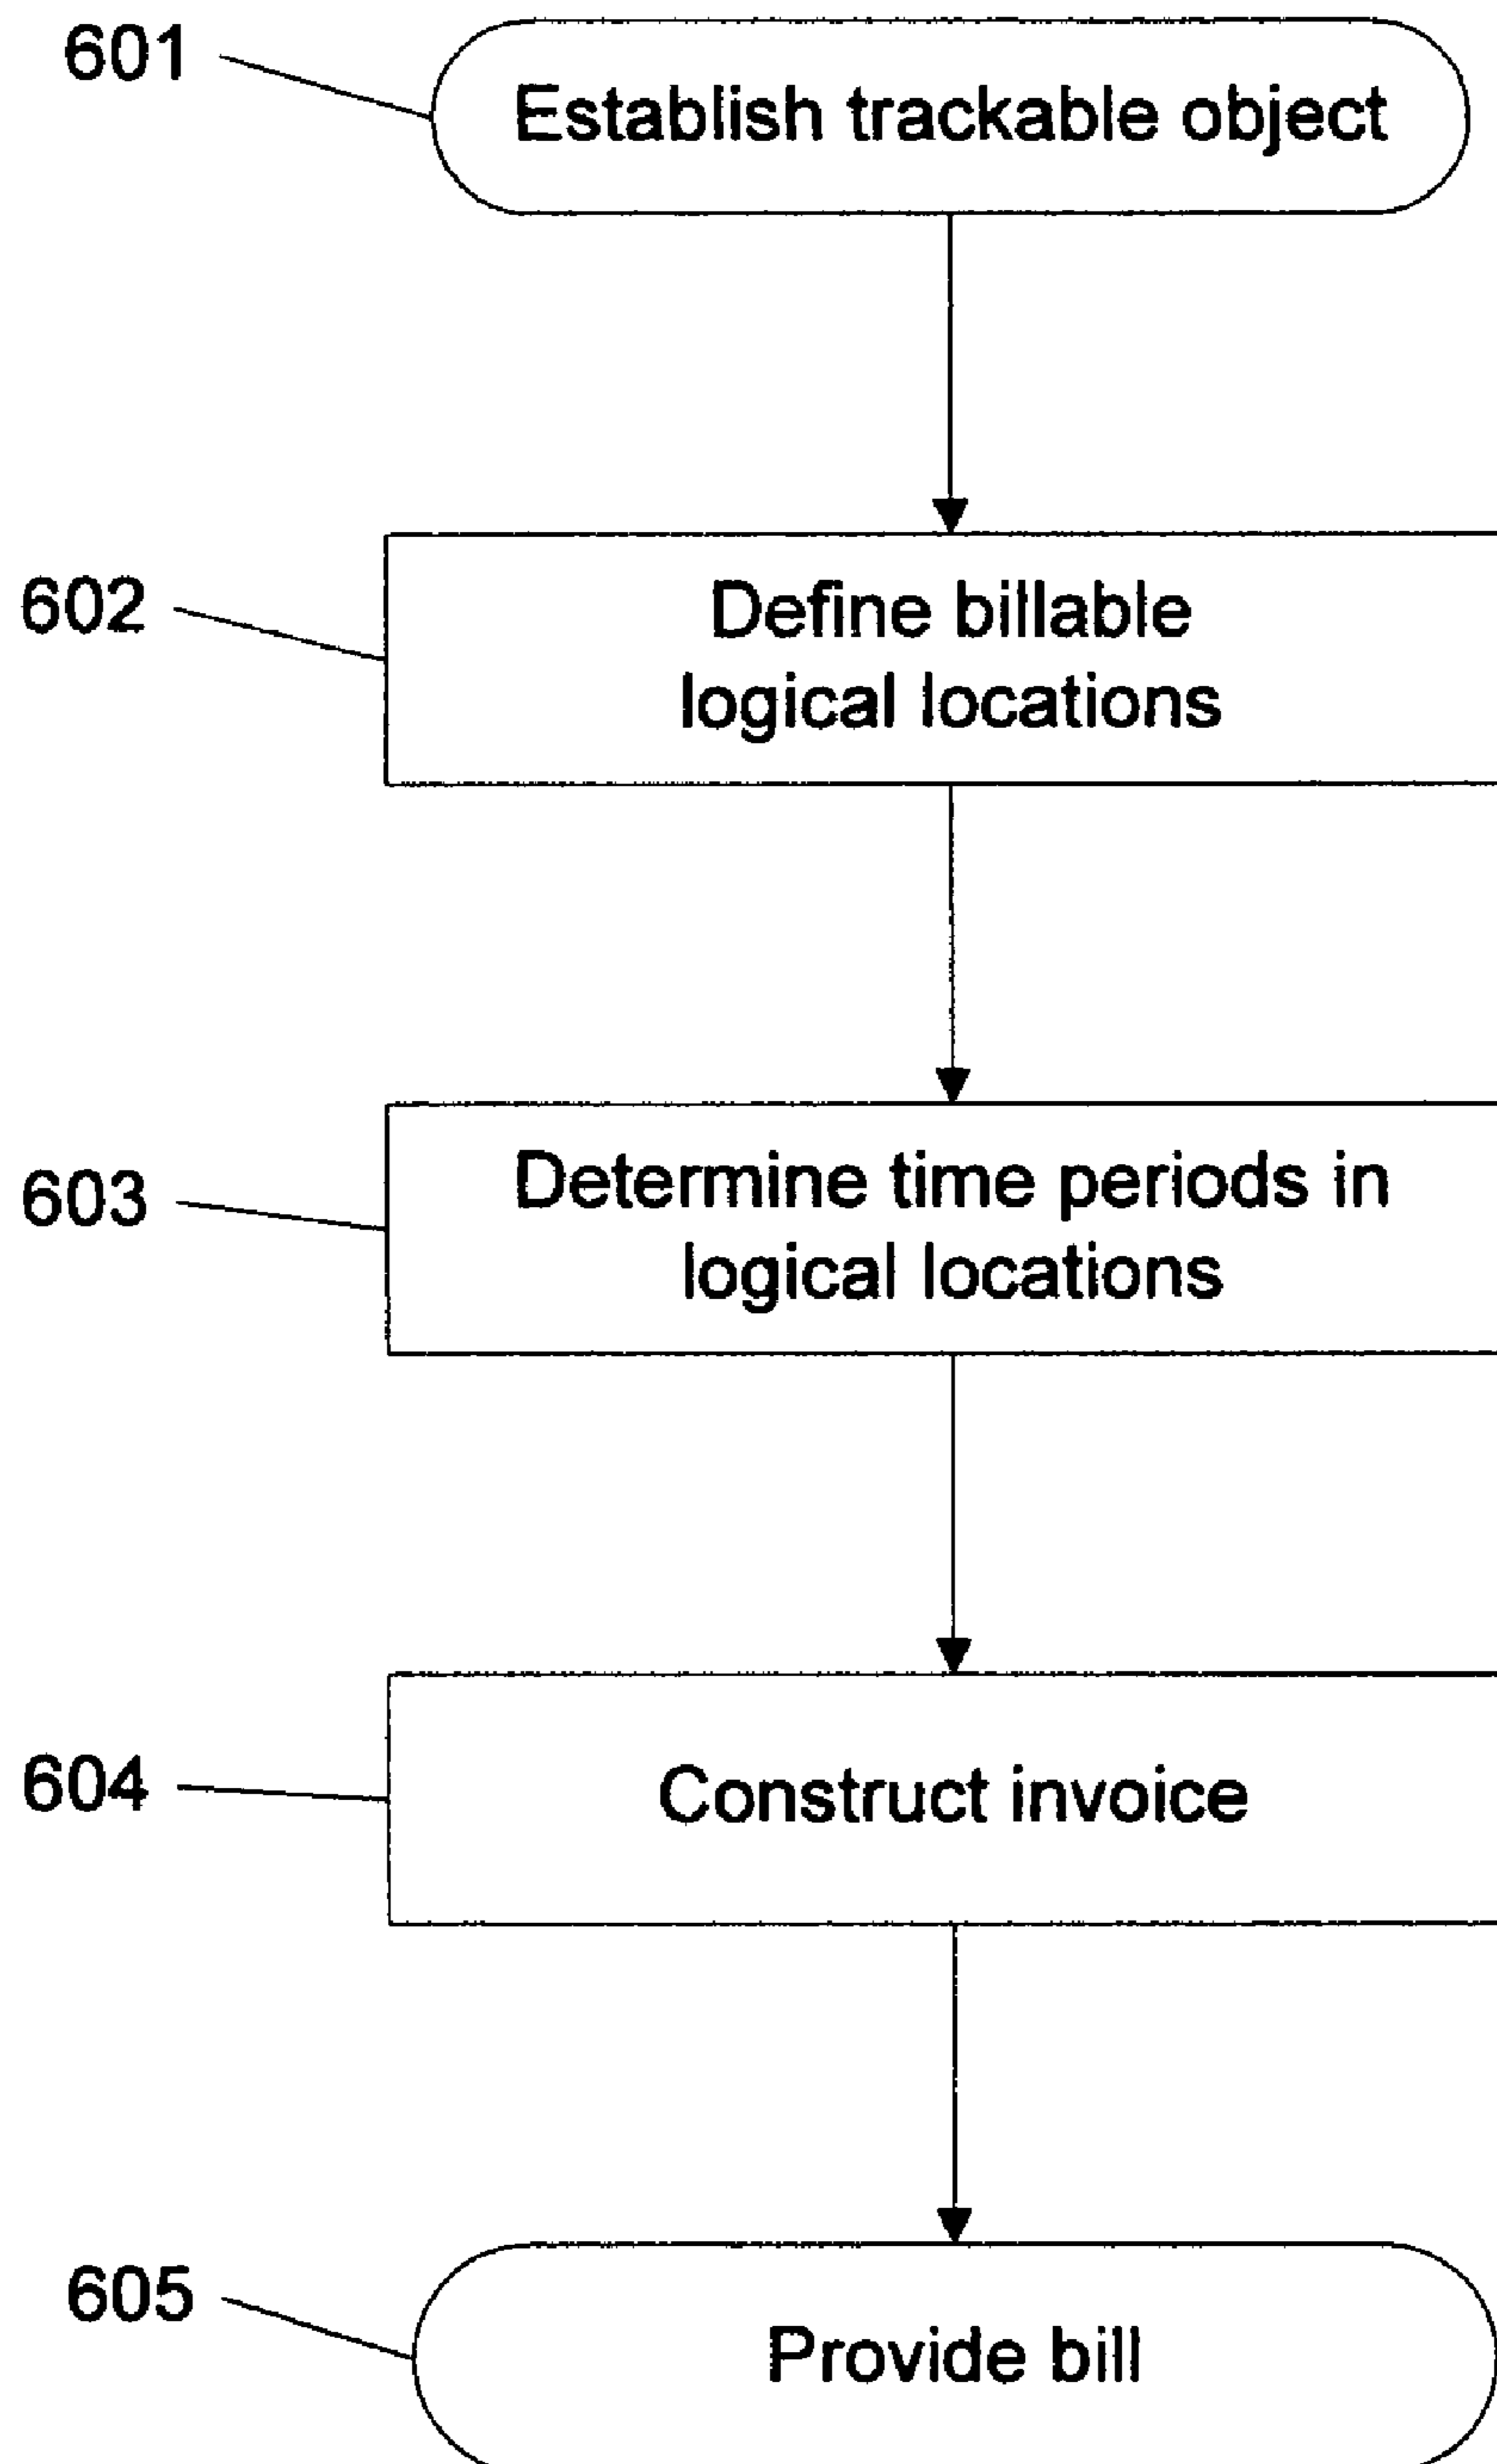 601
Establish trackable object
602
Define billable
logical locations
603
Determine time periods in
logical locations
604
Construct invoice
605
Provide bill